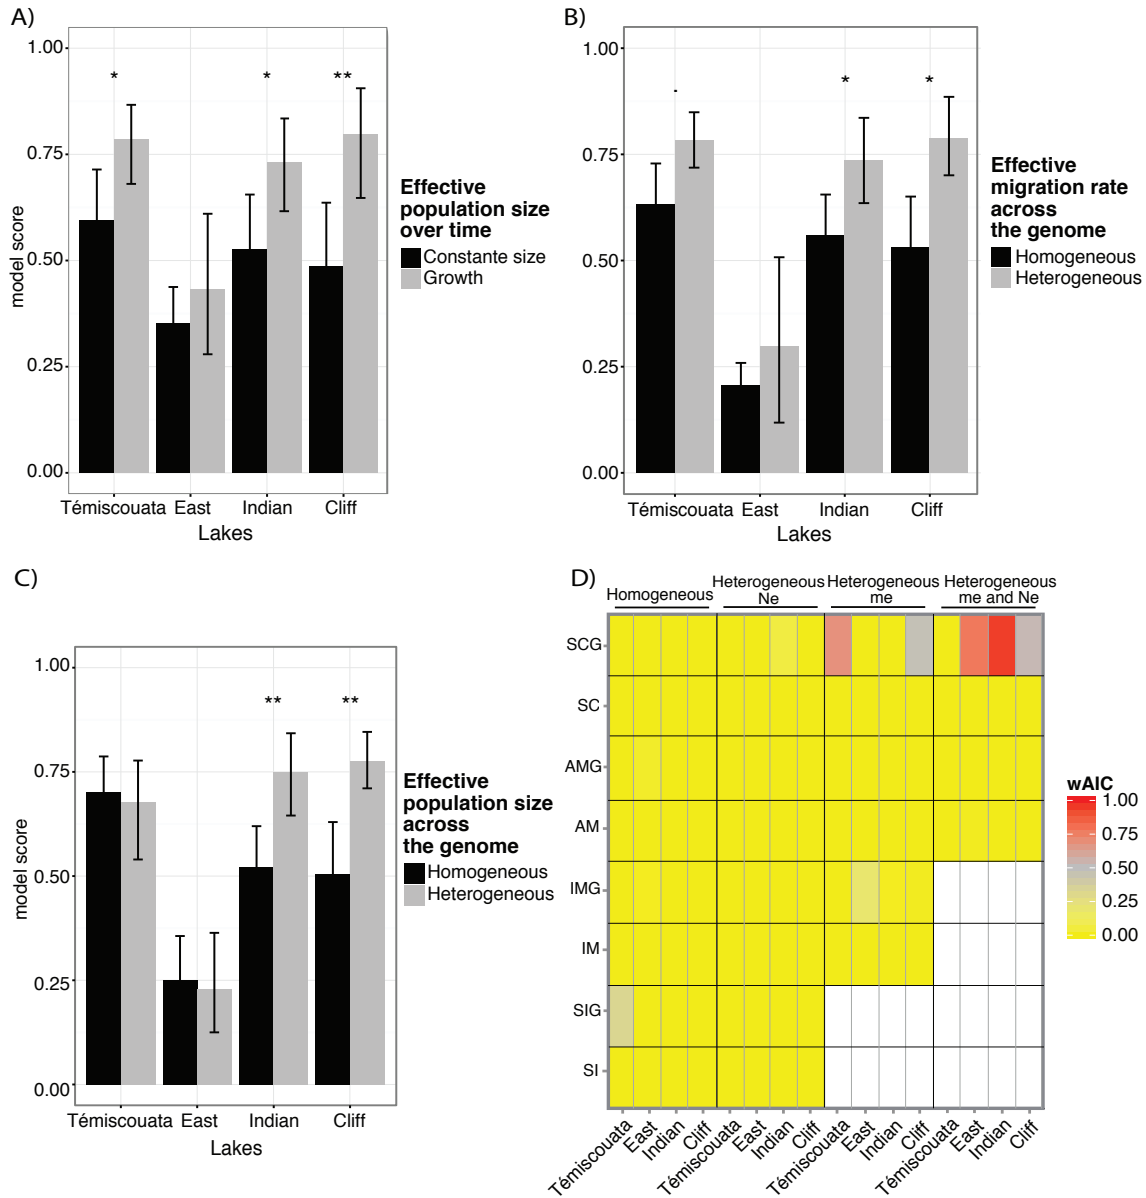 A)
1.00
0.75
0.50
0.25
0.00
model score
* * **
Témiscouata East Indian Cliff
Lakes
Effective
population size
over time
Constante size
Growth
B)
1.00
0.75
0.50
0.25
0.00
. * *
Témiscouata East Indian Cliff
Lakes
Effective
migration rate
across
the genome
Homogeneous
Heterogeneous
C)
1.00
0.75
0.50
0.25
0.00
model score
** **
Témiscouata East Indian Cliff
Lakes
Effective
population size
across
the genome
Homogeneous
Heterogeneous
D)
Homogeneous
Heterogeneous
Ne
Heterogeneous
me
Heterogeneous
me and Ne
SCG
SC
AMG
AM
IMG
IM
SIG
SI
Témiscouata
East
Indian
Cliff
Témiscouata
East
Indian
Cliff
Témiscouata
East
Indian
Cliff
Témiscouata
East
Indian
Cliff
wAIC
1.00
0.75
0.50
0.25
0.00